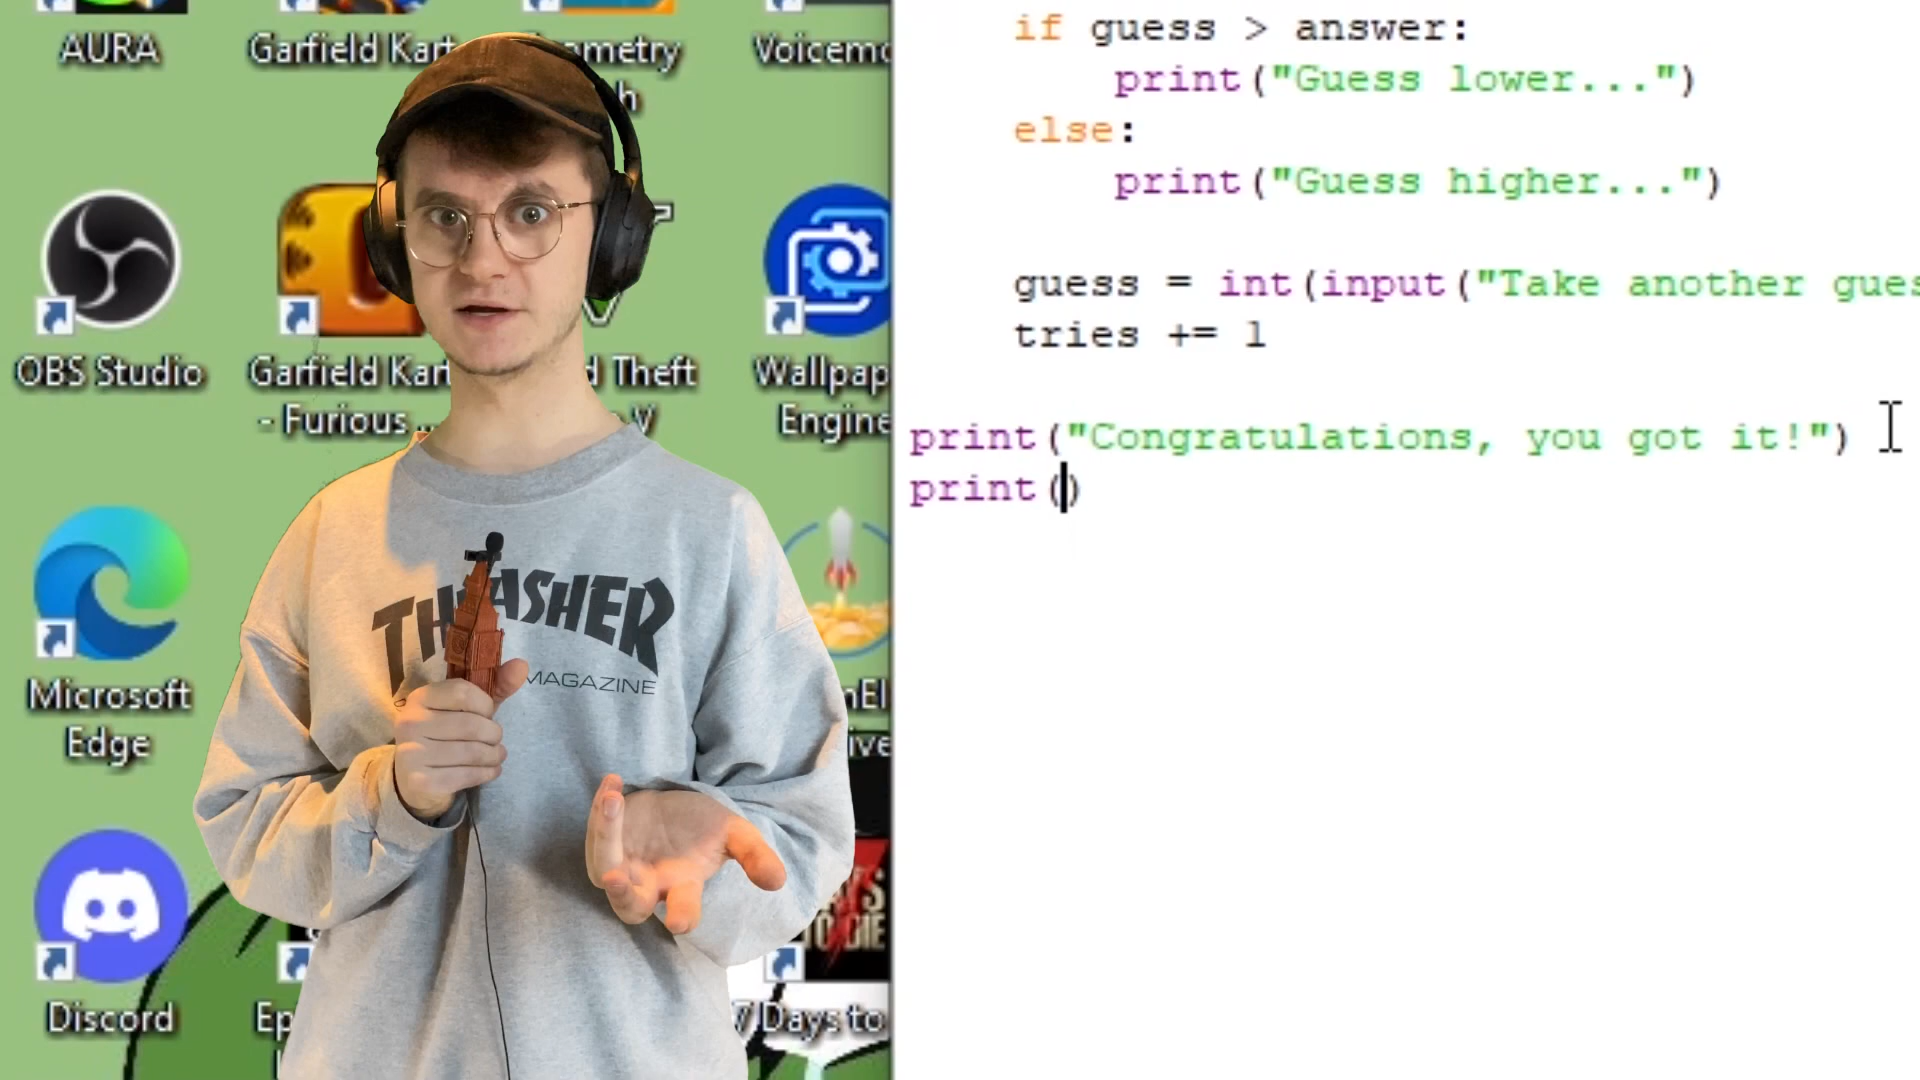 AURA
Garfield Kart
Voicemo
OBS Studio
Garfield Kart
- Furious ...
d Theft
V
Wallpap
Engine
Microsoft
Edge
Discord
Ep
7 Days to
THRASHER
MAGAZINE
if guess > answer:
print("Guess lower...")
else:
print("Guess higher...")
guess = int(input("Take another gues
tries += 1
print("Congratulations, you got it!")
print()